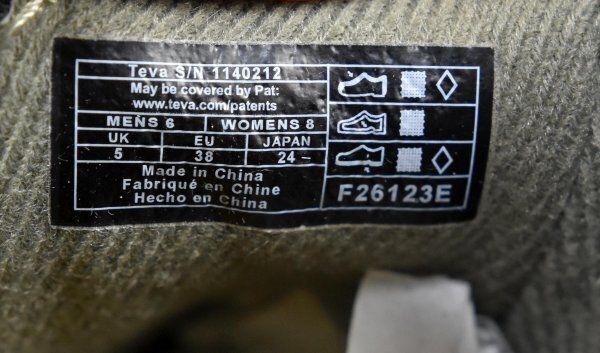 Teva S/N 1140212
May be covered by Pat:
www.teva.com/patents
MENS 6 WOMENS 8
UK EU JAPAN
5 38 24 –
Made in China
Fabriqué en Chine
Hecho en China
F26123E